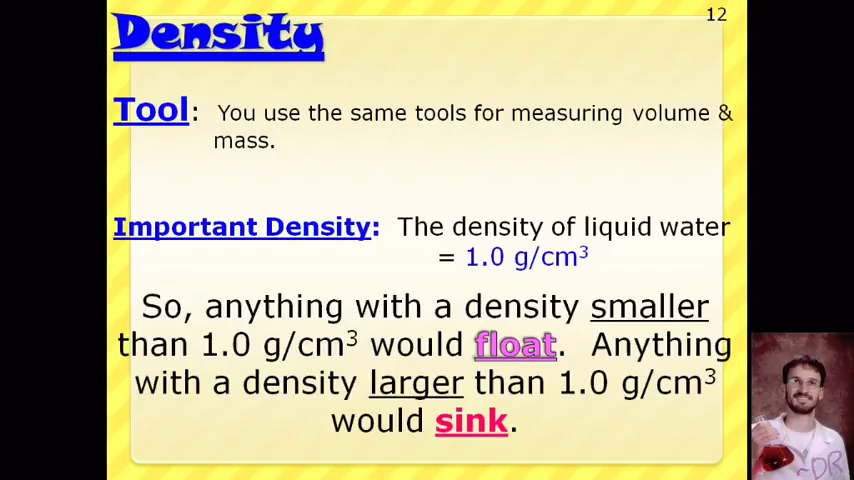 12
Density
Tool: You use the same tools for measuring volume &
mass.
Important Density: The density of liquid water
= 1.0 g/cm³
So, anything with a density smaller
than 1.0 g/cm³ would float. Anything
with a density larger than 1.0 g/cm³
would sink.
~DR